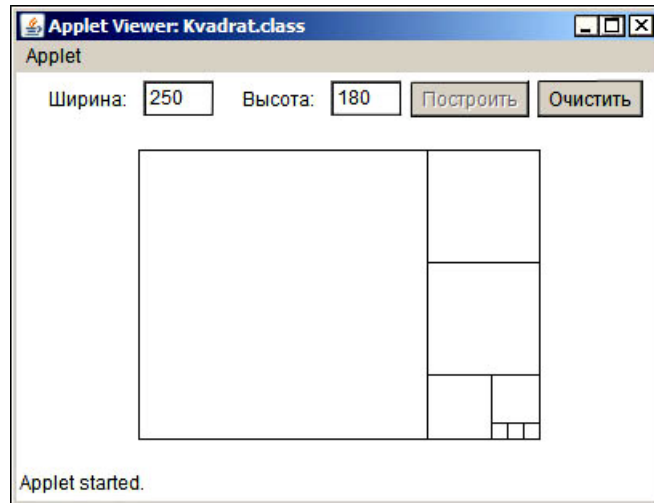 Applet Viewer: Kvadrat.class
Applet
Ширина: 250 Высота: 180 Построить Очистить
Applet started.